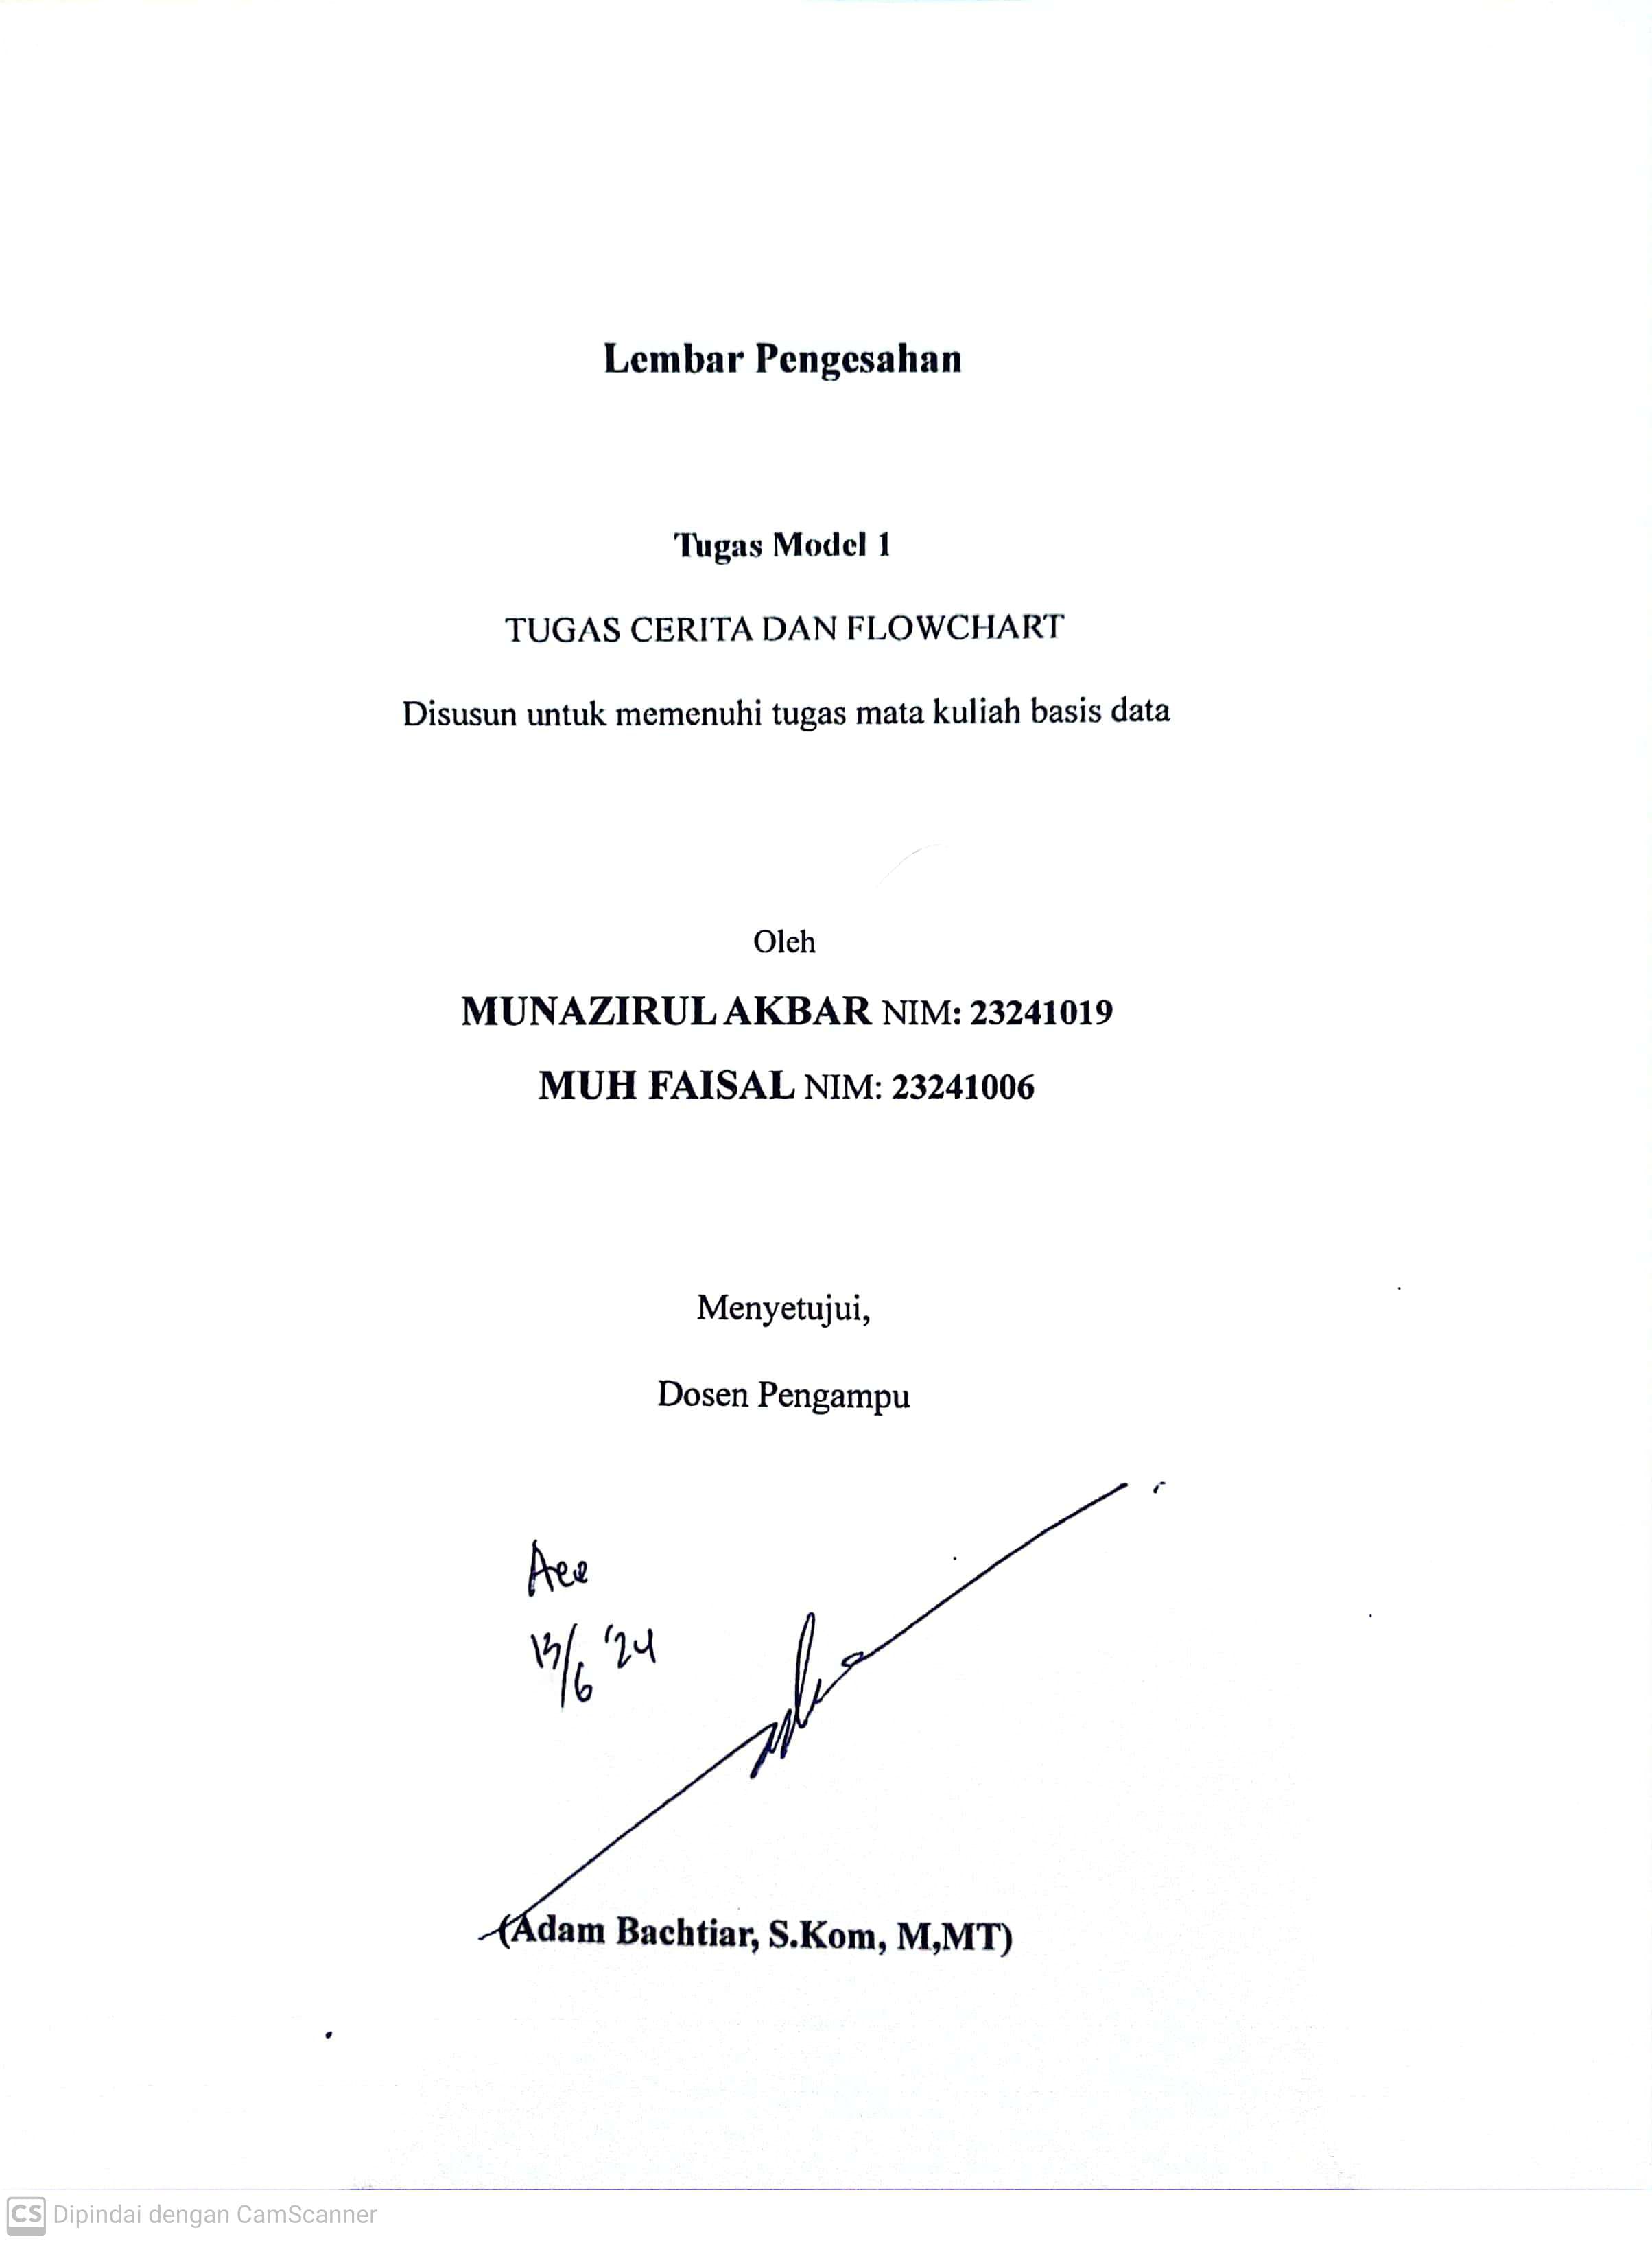 Lembar Pengesahan
Tugas Model 1
TUGAS CERITA DAN FLOWCHART
Disusun untuk memenuhi tugas mata kuliah basis data
Oleh
MUNAZIRUL AKBAR NIM: 23241019
MUH FAISAL NIM: 23241006
Menyetujui,
Dosen Pengampu
Acc
13/6 '24
(Adam Bachtiar, S.Kom, M,MT)
CS Dipindai dengan CamScanner